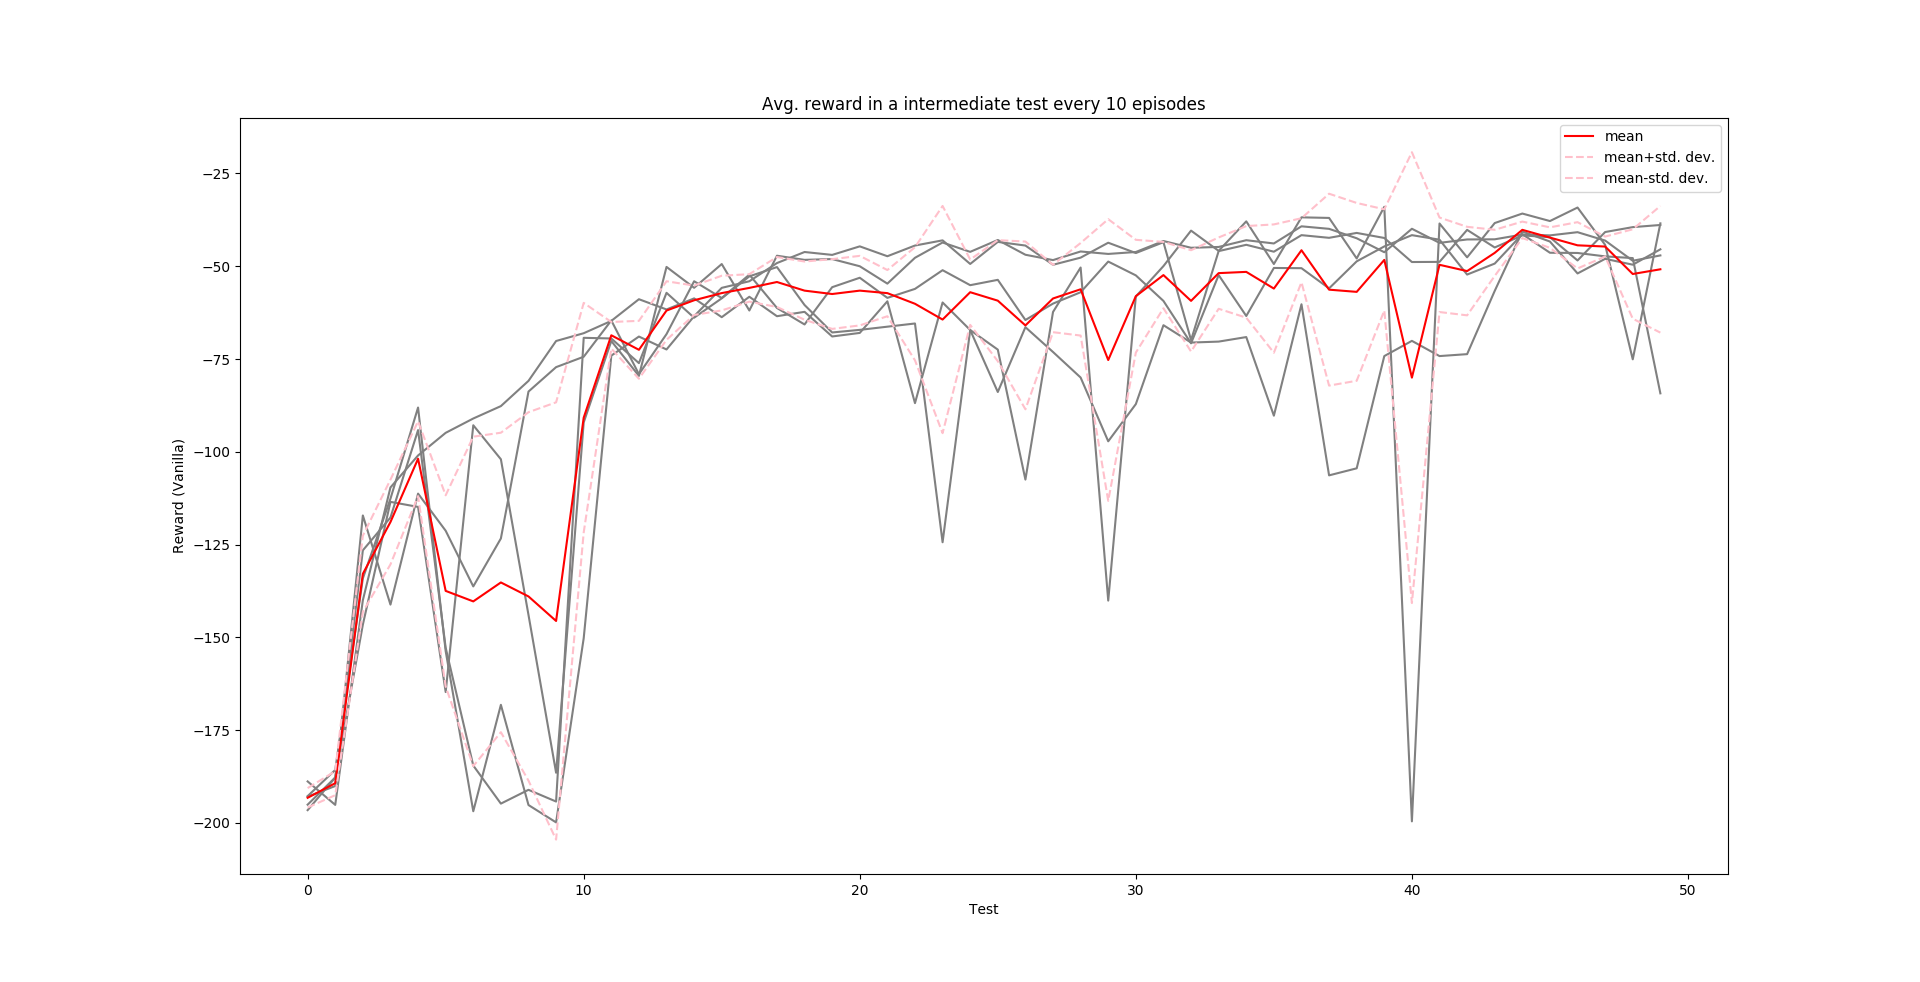 Avg. reward in a intermediate test every 10 episodes
mean
mean+std. dev.
mean-std. dev.
Reward (Vanilla)
−25
−50
−75
−100
−125
−150
−175
−200
0 10 20 30 40 50
Test